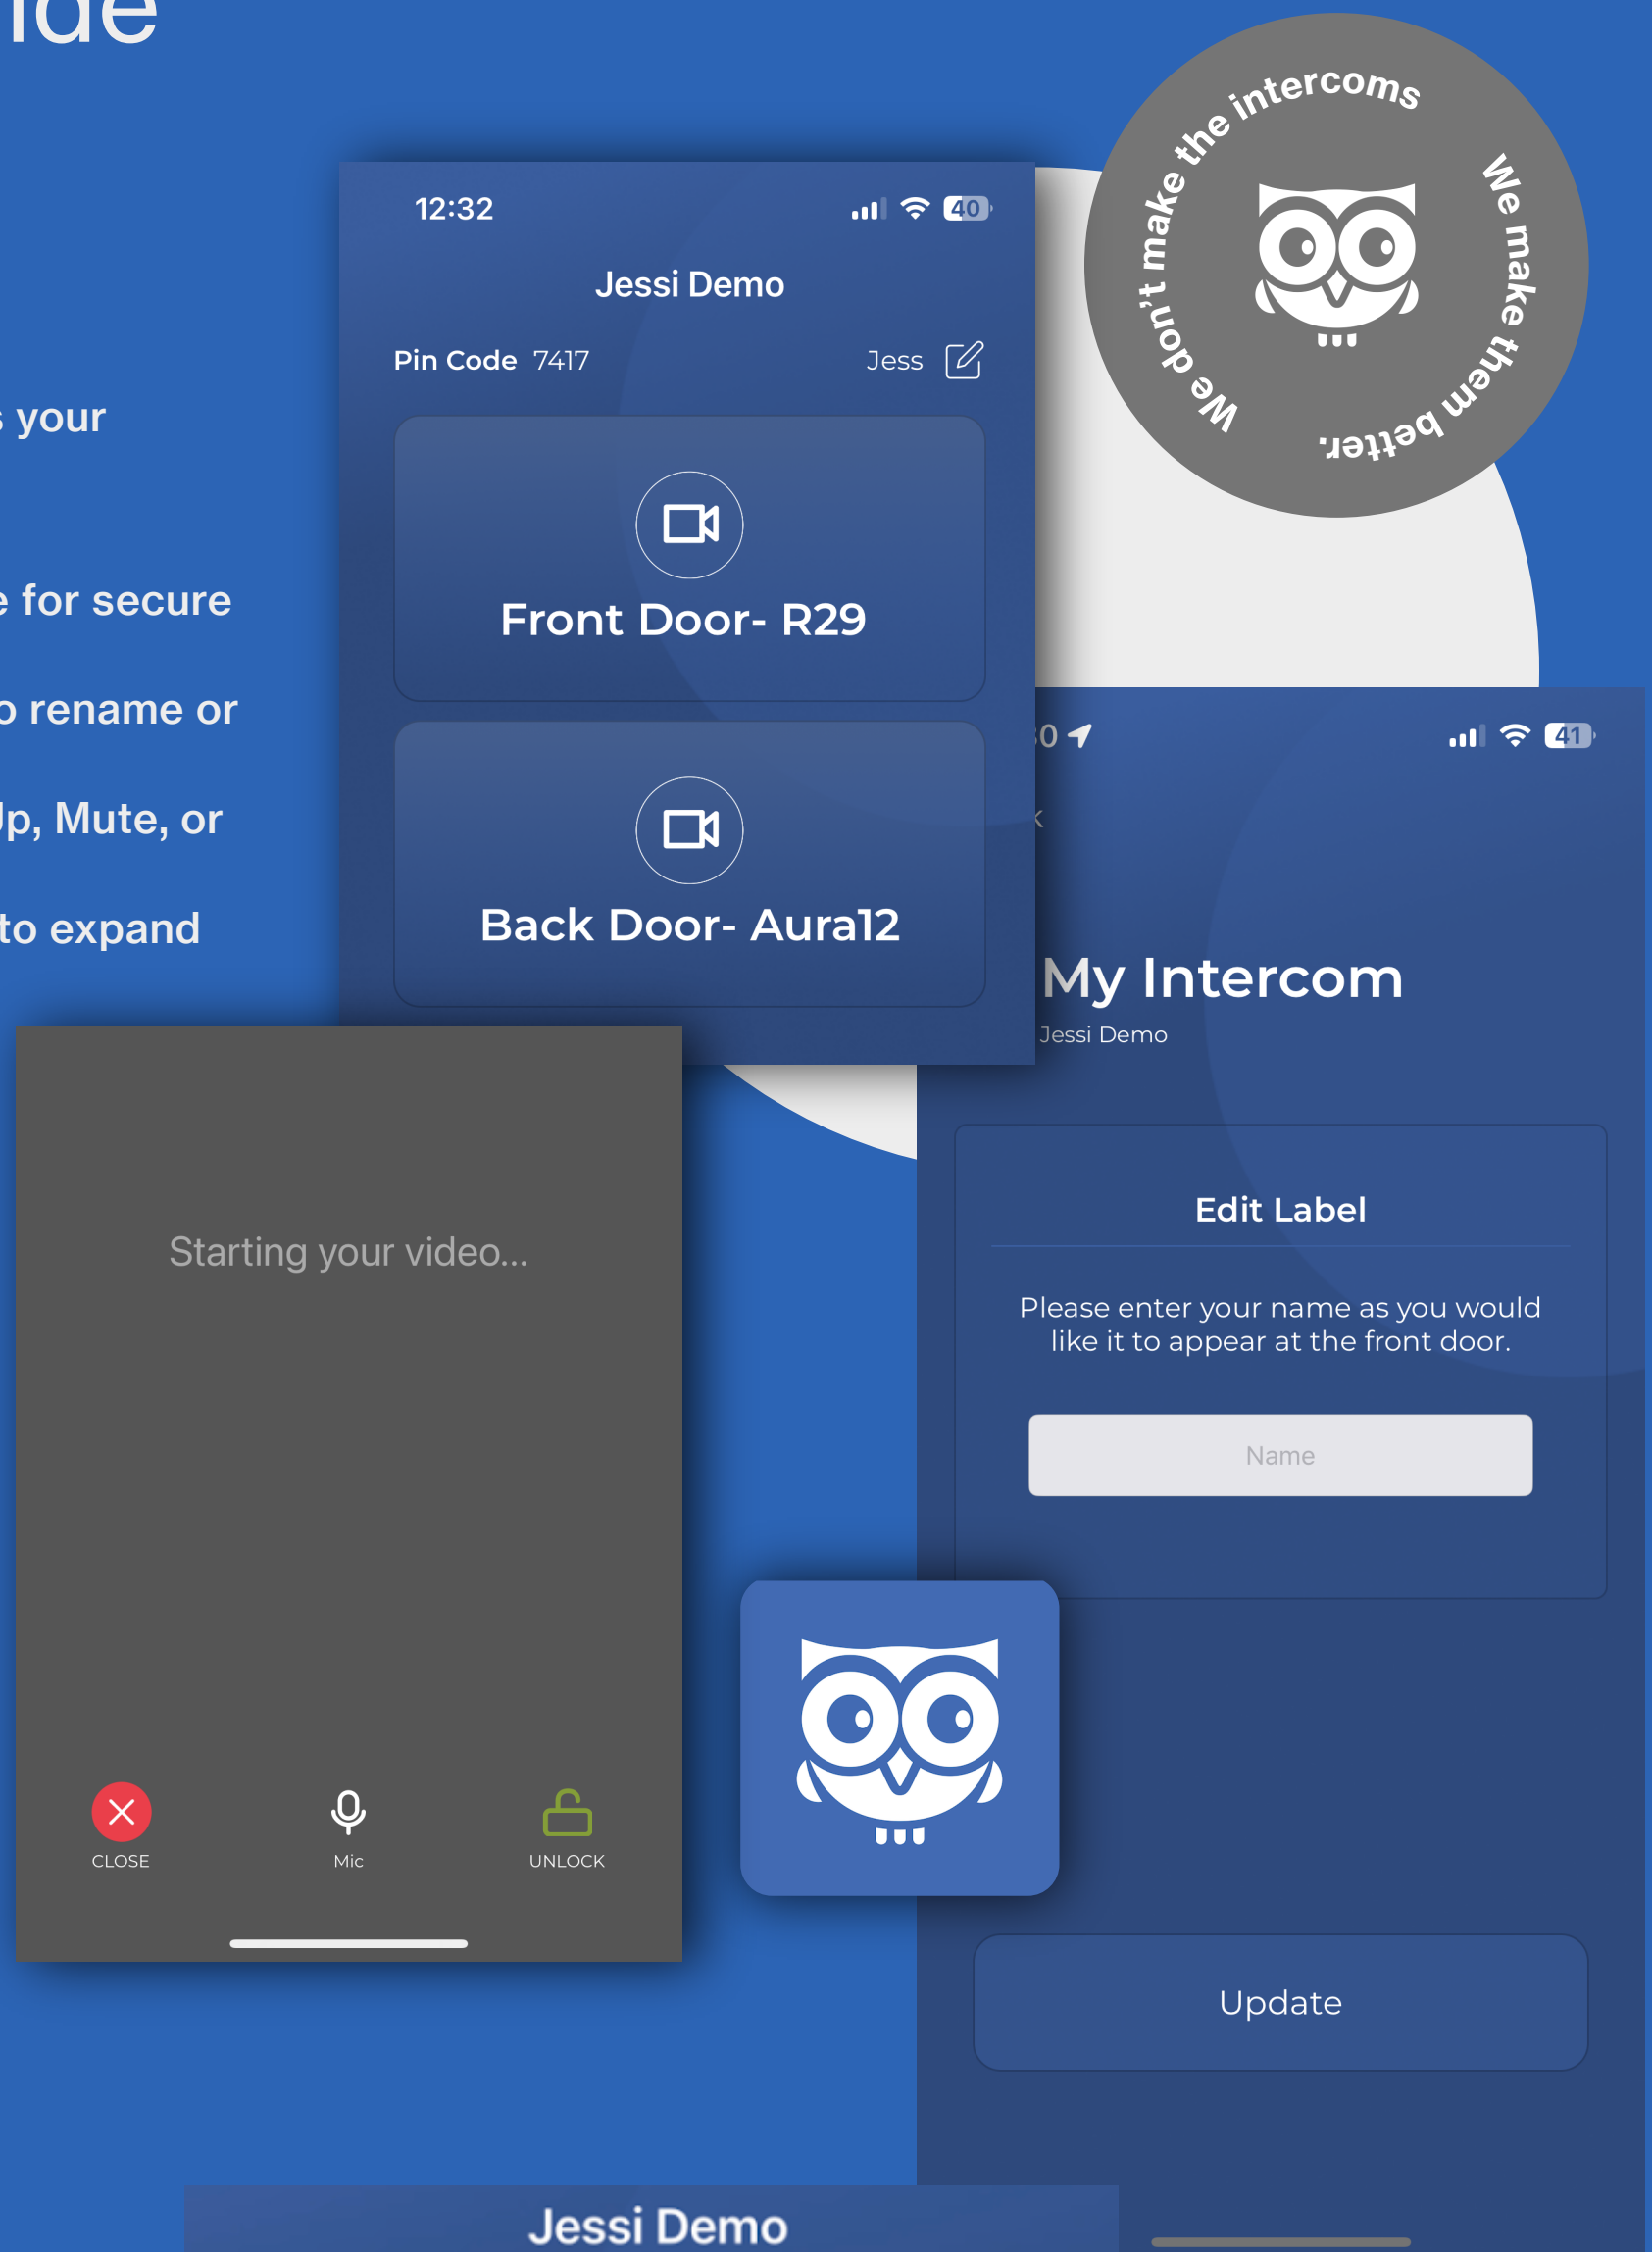 ide
We don't make the intercoms
We make them better.
12:32
40
Jessi Demo
Pin Code 7417 Jess
s your
Front Door- R29
e for secure
o rename or
Up, Mute, or
to expand
Back Door- Aura12
30
41
k
My Intercom
Jessi Demo
Edit Label
Please enter your name as you would
like it to appear at the front door.
Name
Update
Starting your video...
CLOSE
Mic
UNLOCK
Jessi Demo